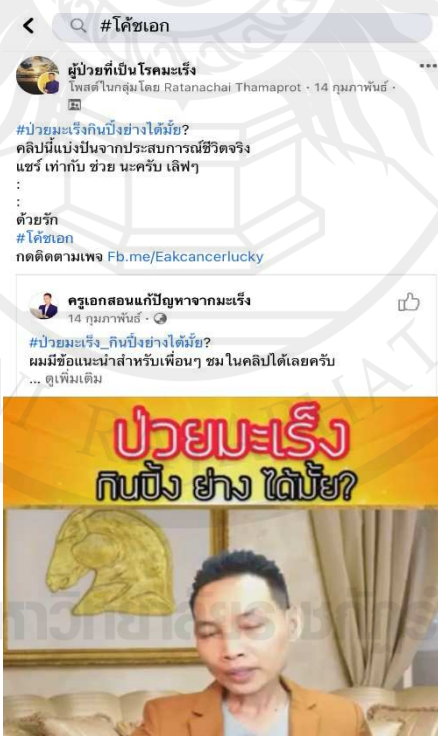 #โค้ชเอก
ผู้ป่วยที่เป็นโรคมะเร็ง
โพสต์ในกลุ่มโดย Ratanachai Thamaprot · 14 กุมภาพันธ์ ·
#ป่วยมะเร็งกินปิ้งย่างได้มั้ย?
คลิปนี้แบ่งปันจากประสบการณ์ชีวิตจริง
แชร์ เท่ากับ ช่วย นะครับ เลิฟๆ
:
:
ด้วยรัก
#โค้ชเอก
กดติดตามเพจ Fb.me/Eakcancerlucky
ครูเอกสอนแก้ปัญหาจากมะเร็ง
14 กุมภาพันธ์ ·
#ป่วยมะเร็ง_กินปิ้งย่างได้มั้ย?
ผมมีข้อแนะนำสำหรับเพื่อนๆ ชมในคลิปได้เลยครับ
... ดูเพิ่มเติม
ป่วยมะเร็ง
กินปิ้ง ย่าง ได้มั้ย?